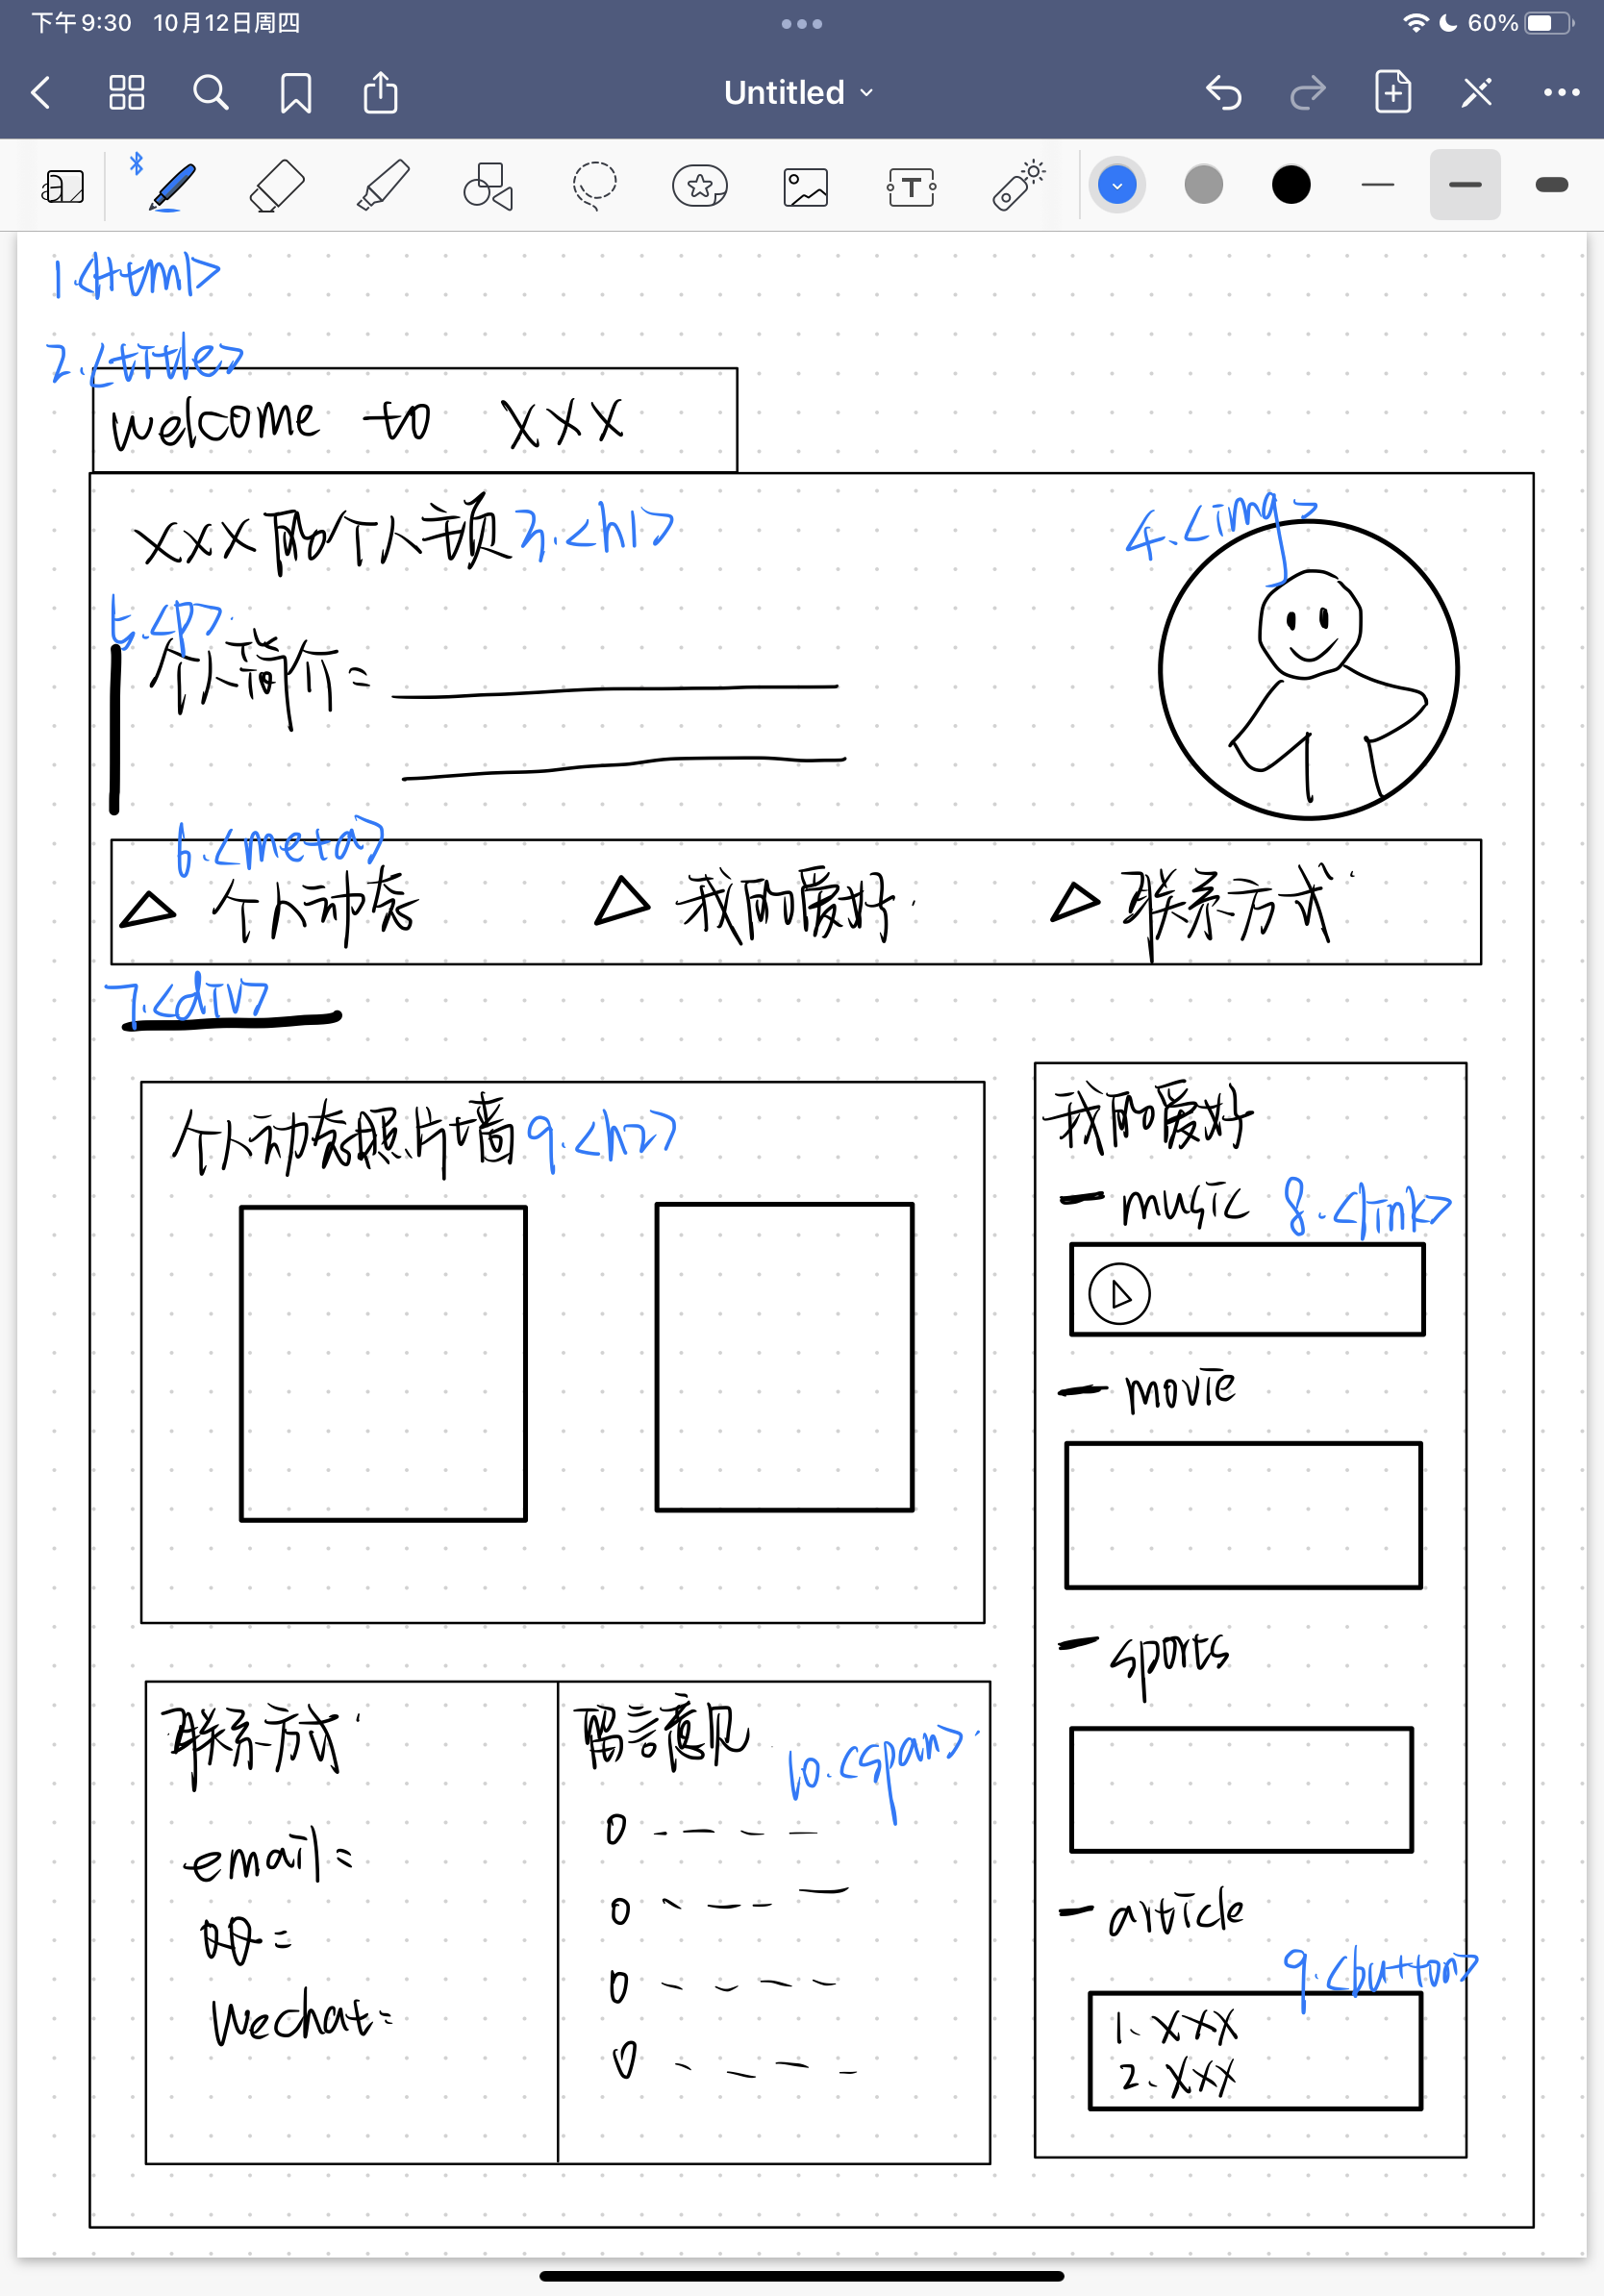 下午9:30 10月12日周四
60%
Untitled
T
1.<Html>
2.<title>
welcome to XXX
XXX的个人主页 3.<h1>
4.<img>
5.<p>
个人简介=
6.<meta>
个人动态 我的爱好 联系方式
7.<div>
个人动态照片墙 9.<h2>
我的爱好
music 8.<link>
movie
sports
article
9.<button>
1. XXX
2. XXX
联系方式
email=
QQ=
Wechat=
留言意见 10.<span>